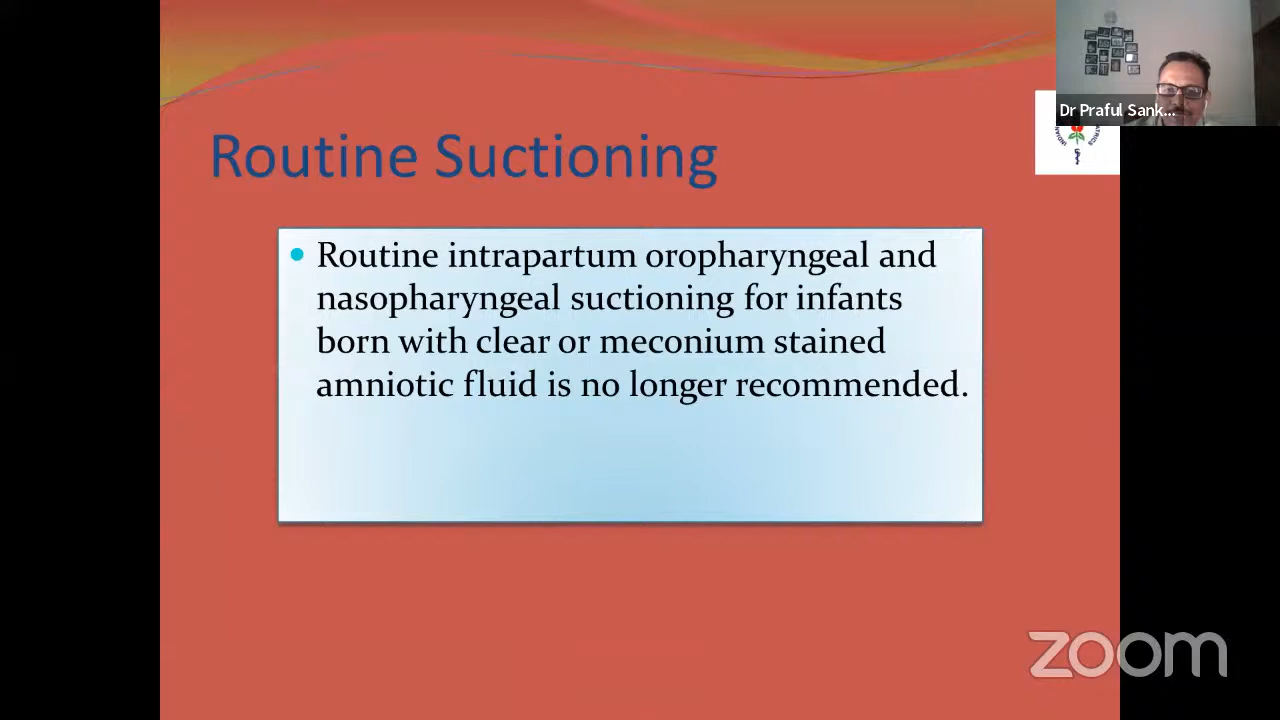 Dr Praful Sank...
Routine Suctioning
Routine intrapartum oropharyngeal and
nasopharyngeal suctioning for infants
born with clear or meconium stained
amniotic fluid is no longer recommended.
zoom